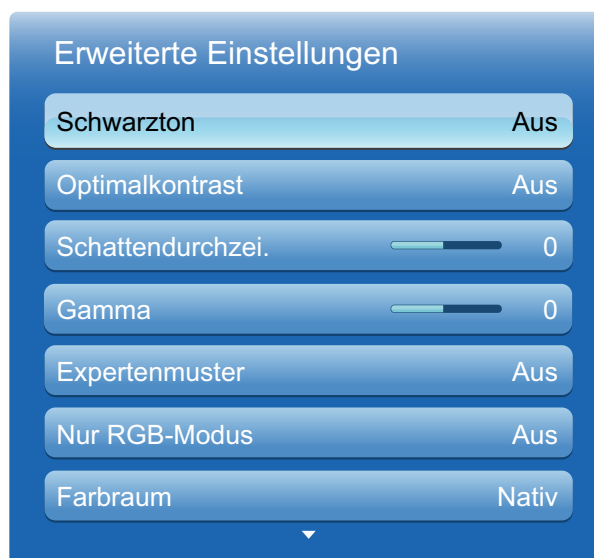 Erweiterte Einstellungen
Schwarzton Aus
Optimalkontrast Aus
Schattendurchzei. 0
Gamma 0
Expertenmuster Aus
Nur RGB-Modus Aus
Farbraum Nativ